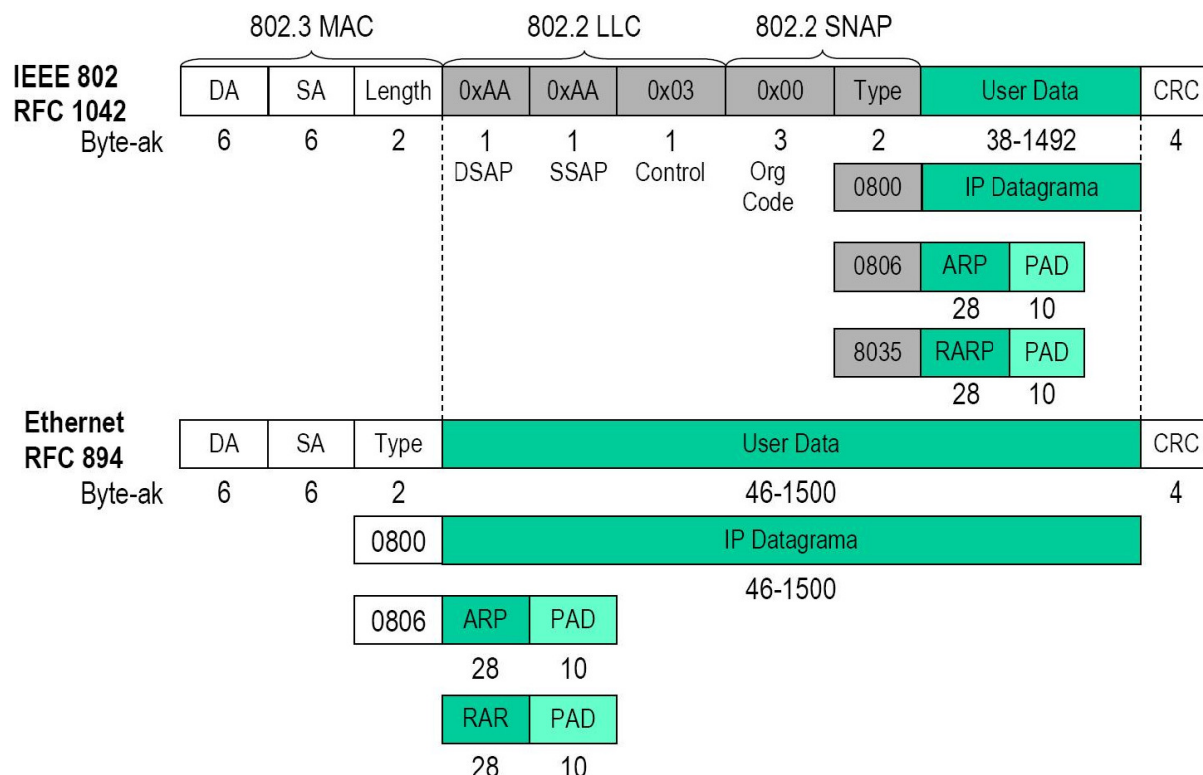 802.3 MAC 802.2 LLC 802.2 SNAP
IEEE 802
RFC 1042
DA SA Length 0xAA 0xAA 0x03 0x00 Type User Data CRC
Byte-ak 6 6 2 1 1 1 3 2 38-1492 4
DSAP SSAP Control Org
Code
0800 IP Datagrama
0806 ARP PAD
28 10
8035 RARP PAD
28 10
Ethernet
RFC 894
DA SA Type User Data CRC
Byte-ak 6 6 2 46-1500 4
0800 IP Datagrama
46-1500
0806 ARP PAD
28 10
RAR PAD
28 10